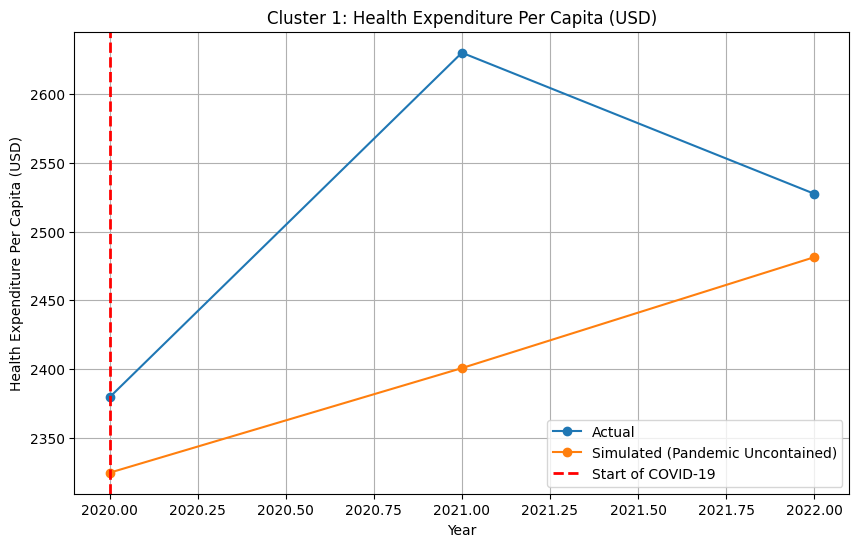 Cluster 1: Health Expenditure Per Capita (USD)
Health Expenditure Per Capita (USD)
2600
2550
2500
2450
2400
2350
Actual
Simulated (Pandemic Uncontained)
Start of COVID-19
2020.00 2020.25 2020.50 2020.75 2021.00 2021.25 2021.50 2021.75 2022.00
Year